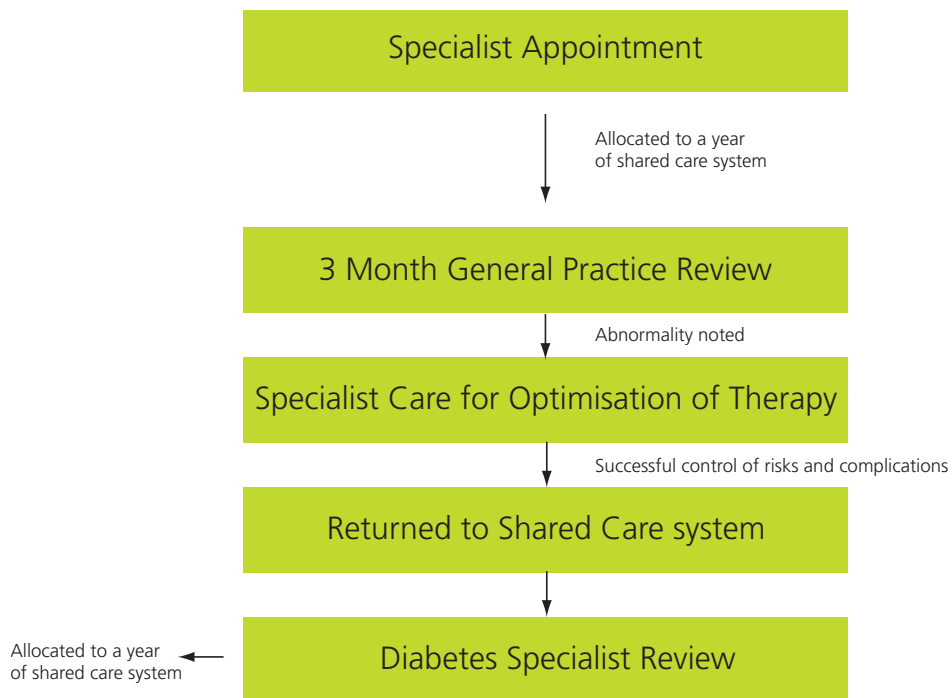 Specialist Appointment
Allocated to a year
of shared care system
3 Month General Practice Review
Abnormality noted
Specialist Care for Optimisation of Therapy
Successful control of risks and complications
Returned to Shared Care system
Diabetes Specialist Review
Allocated to a year
of shared care system